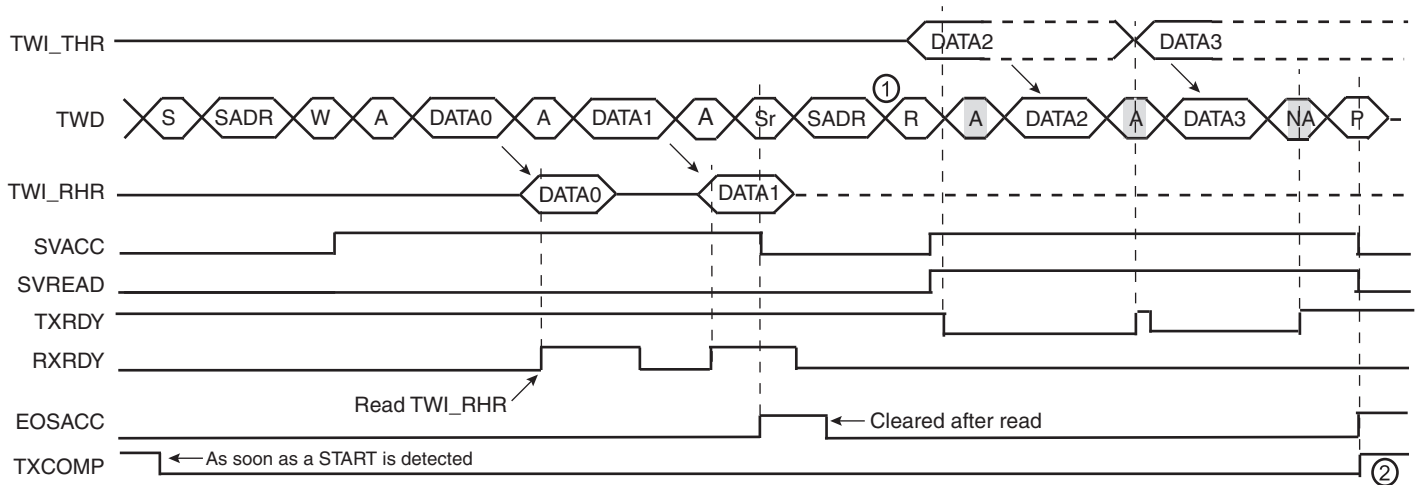 TWI_THR DATA2 DATA3
①
TWD S SADR W A DATA0 A DATA1 A Sr SADR R A DATA2 A DATA3 NA P
TWI_RHR DATA0 DATA1
SVACC
SVREAD
TXRDY
RXRDY
Read TWI_RHR
EOSACC Cleared after read
TXCOMP As soon as a START is detected ②